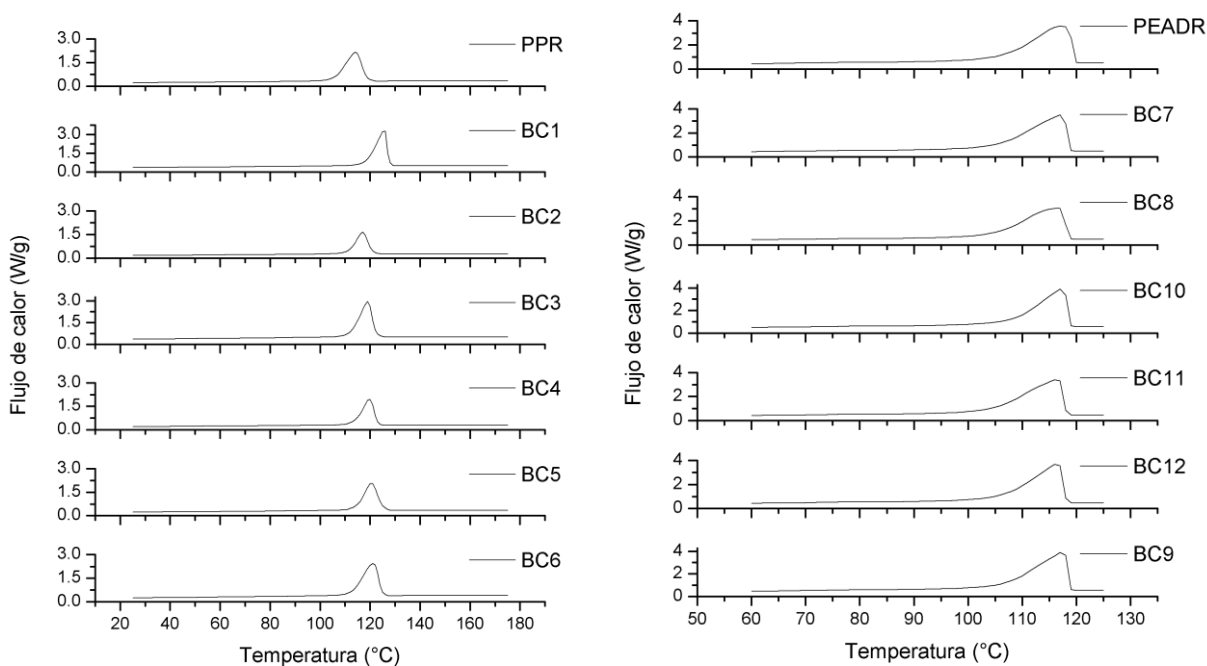 Flujo de calor (W/g)
3.0
1.5
0.0
PPR
3.0
1.5
0.0
BC1
3.0
1.5
0.0
BC2
3.0
1.5
0.0
BC3
3.0
1.5
0.0
BC4
3.0
1.5
0.0
BC5
3.0
1.5
0.0
BC6
20 40 60 80 100 120 140 160 180
Temperatura (°C)
Flujo de calor (W/g)
4
2
0
PEADR
4
2
0
BC7
4
2
0
BC8
4
2
0
BC10
4
2
0
BC11
4
2
0
BC12
4
2
0
BC9
50 60 70 80 90 100 110 120 130
Temperatura (°C)